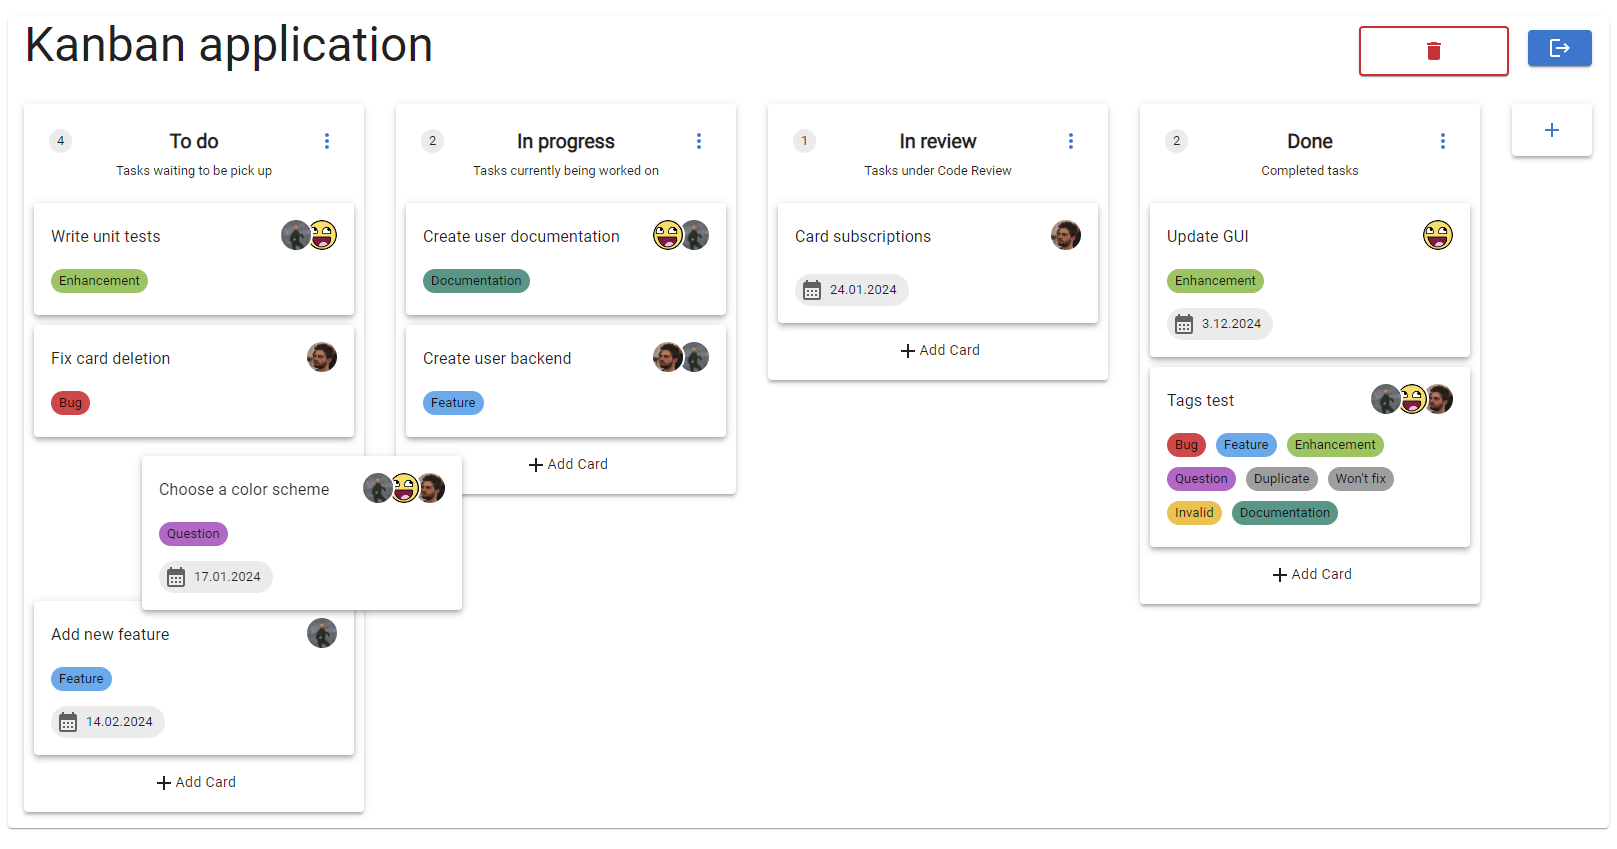 Kanban application
4 To do
Tasks waiting to be pick up
Write unit tests
Enhancement
Fix card deletion
Bug
Choose a color scheme
Question
17.01.2024
Add new feature
Feature
14.02.2024
Add Card
2 In progress
Tasks currently being worked on
Create user documentation
Documentation
Create user backend
Feature
Add Card
1 In review
Tasks under Code Review
Card subscriptions
24.01.2024
Add Card
2 Done
Completed tasks
Update GUI
Enhancement
3.12.2024
Tags test
Bug Feature Enhancement
Question Duplicate Won't fix
Invalid Documentation
Add Card